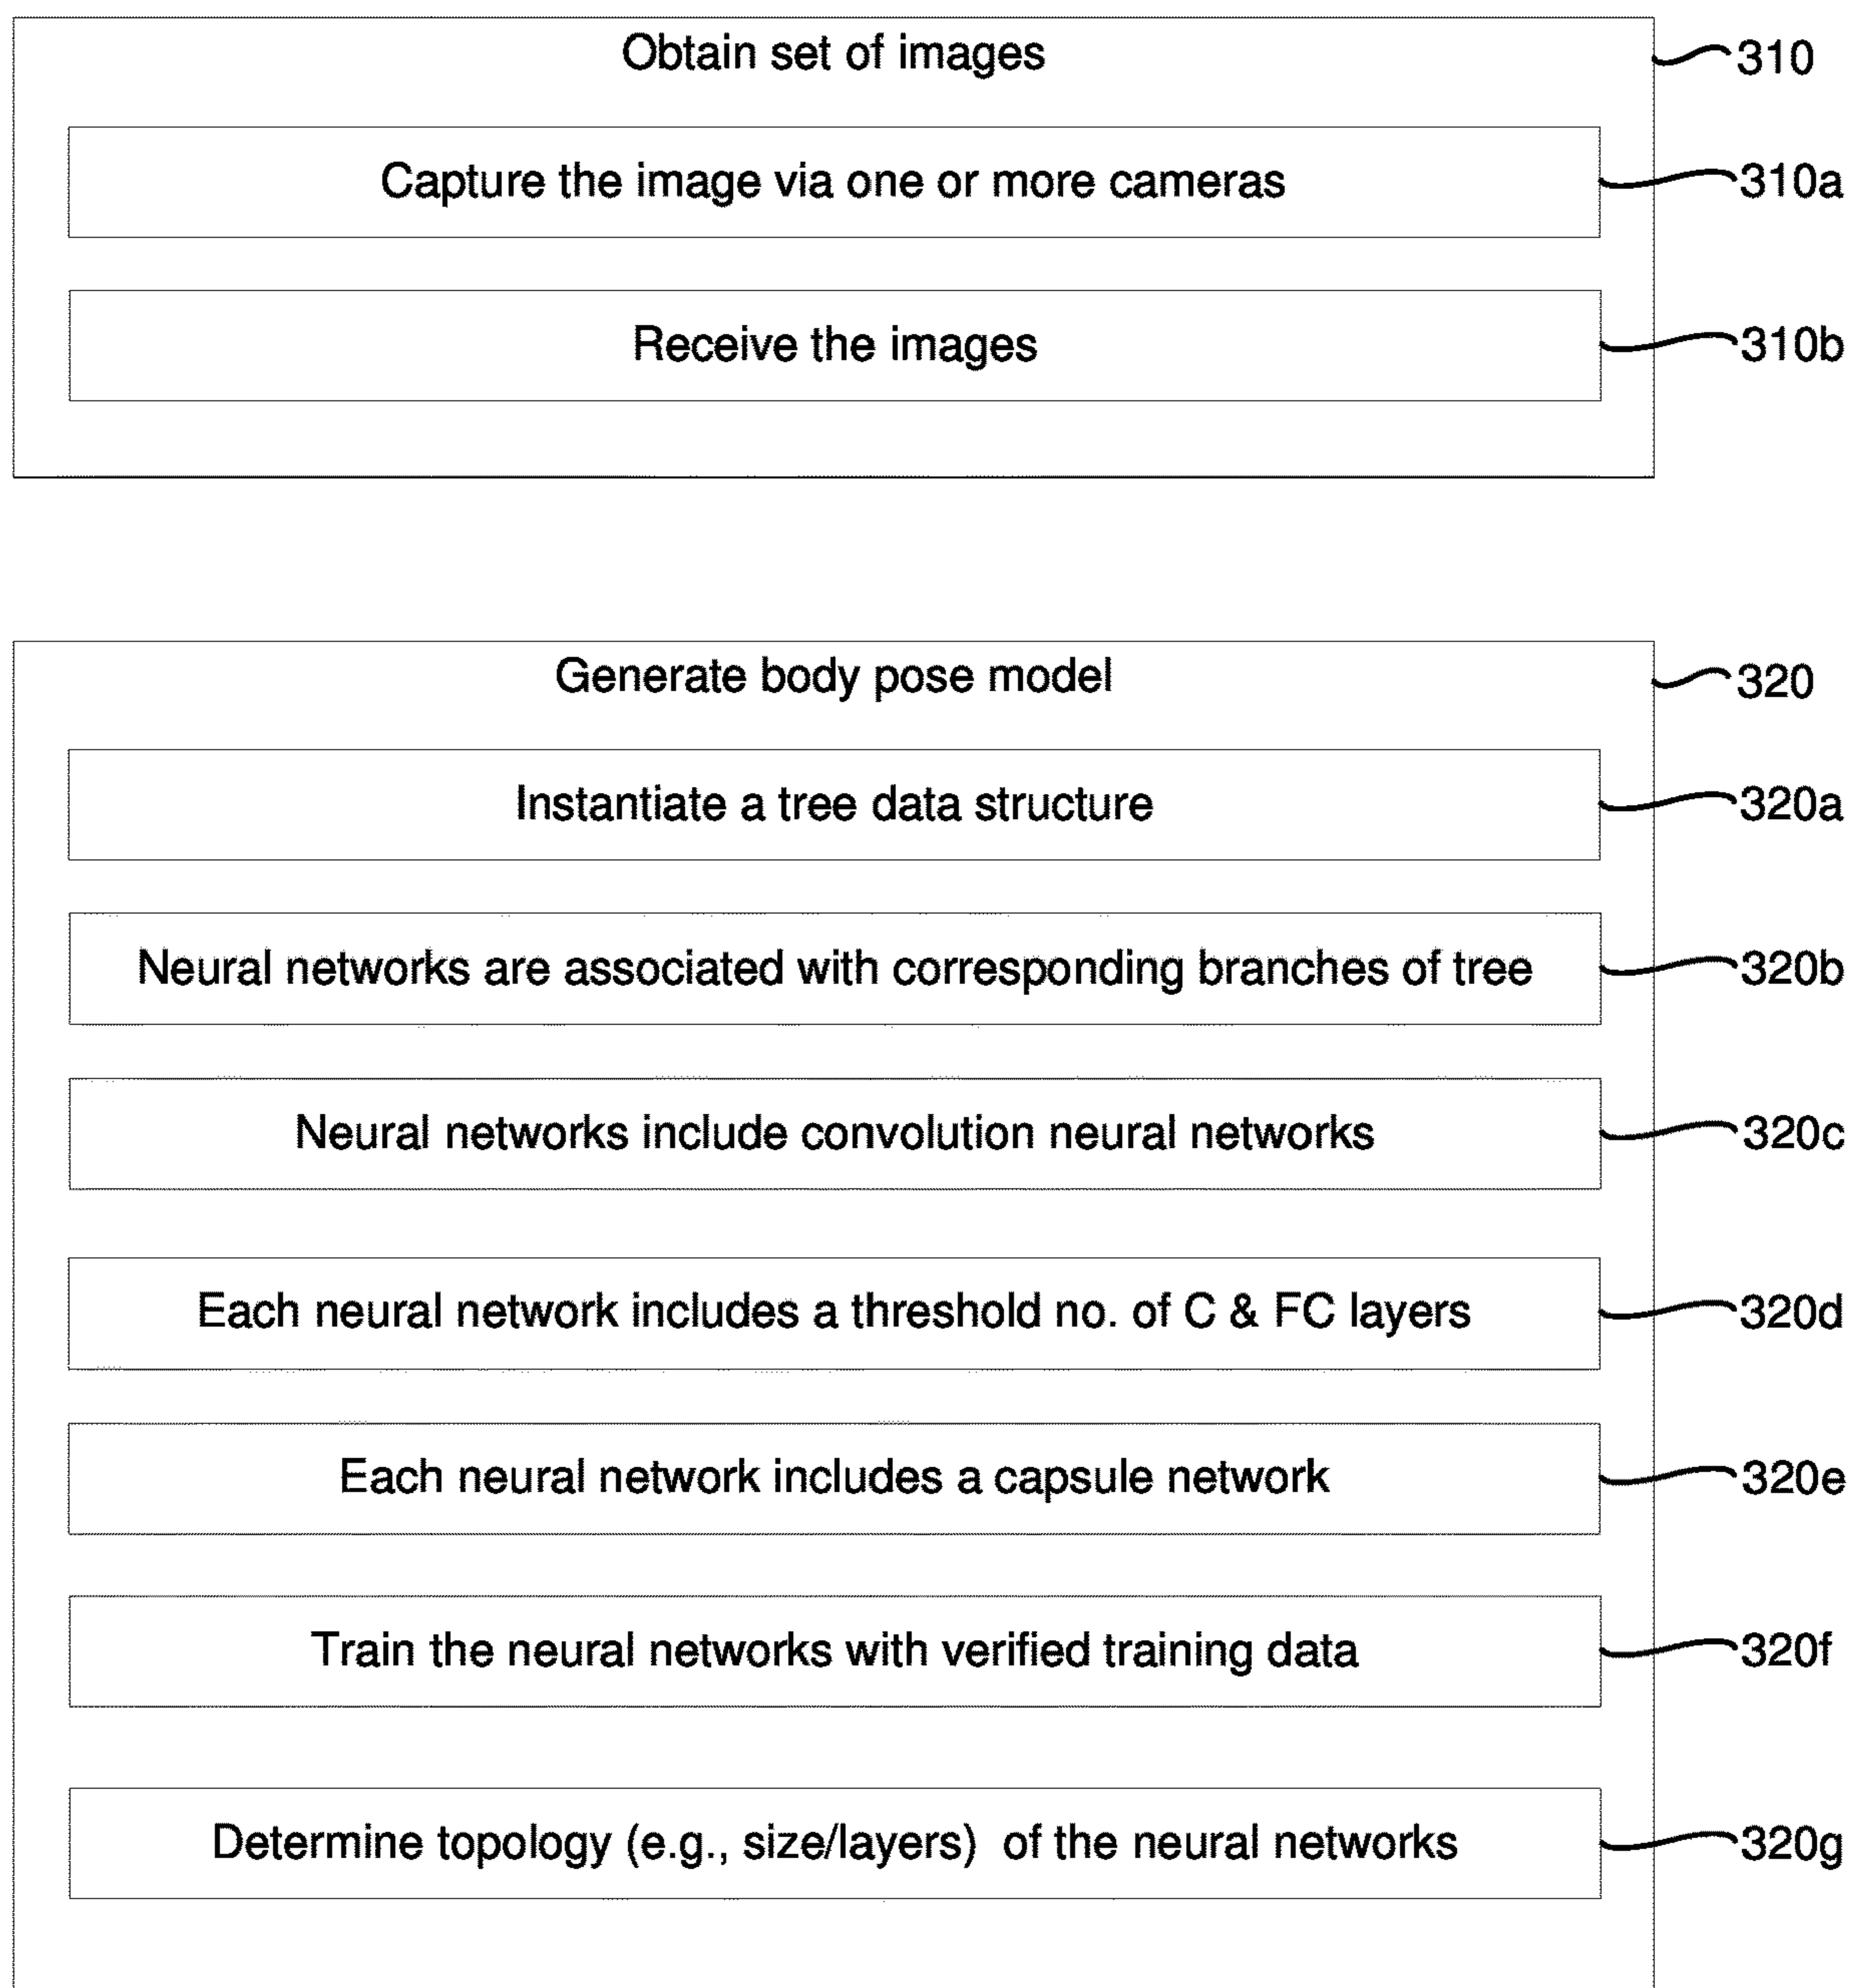 Obtain set of images
310
Capture the image via one or more cameras
310a
Receive the images
310b
Generate body pose model
320
Instantiate a tree data structure
320a
Neural networks are associated with corresponding branches of tree
320b
Neural networks include convolution neural networks
320c
Each neural network includes a threshold no. of C & FC layers
320d
Each neural network includes a capsule network
320e
Train the neural networks with verified training data
320f
Determine topology (e.g., size/layers) of the neural networks
320g